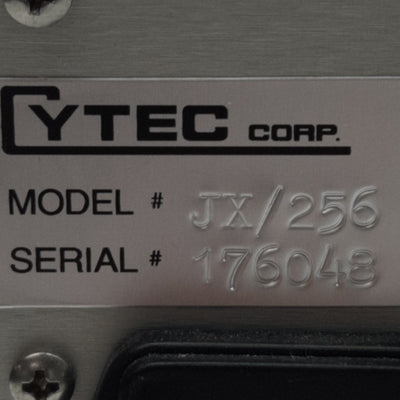 CYTEC CORP.
MODEL # JX/256
SERIAL # 176048